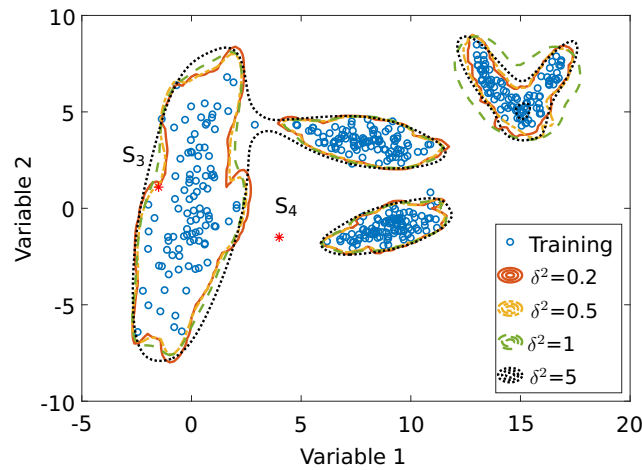 10
5
0
-5
-10
Variable 2
S3
S4
Training
δ²=0.2
δ²=0.5
δ²=1
δ²=5
-5
0
5
10
15
20
Variable 1